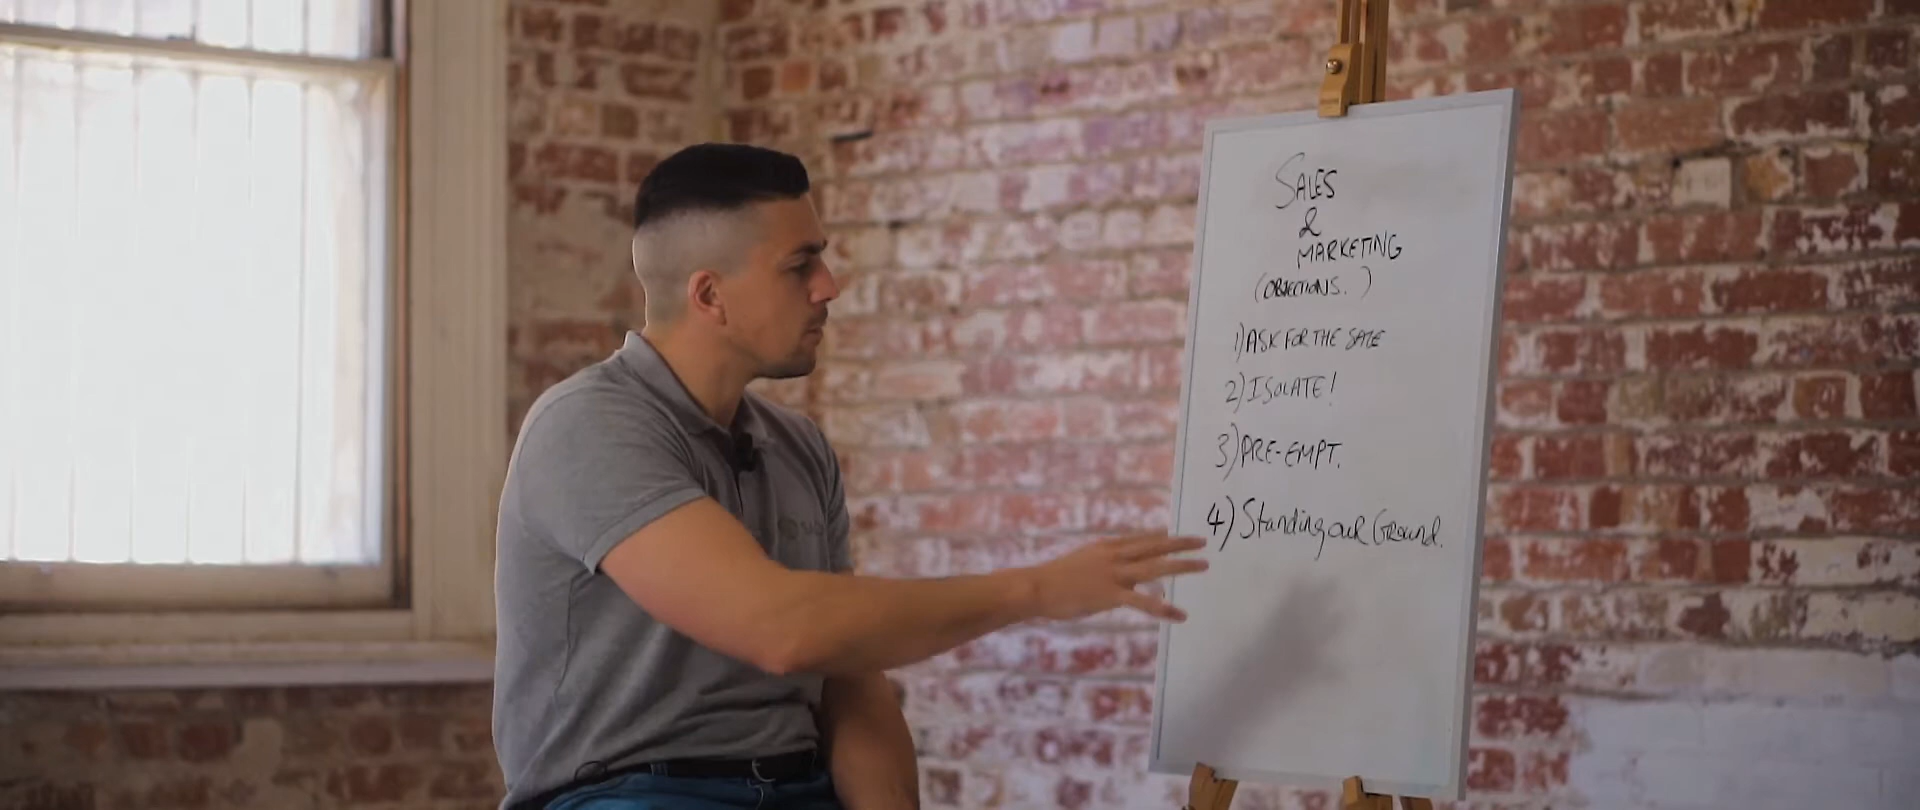 SALES
&
MARKETING
(OBJECTIONS.)
1) ASK FOR THE SALE
2) ISOLATE!
3) PRE-EMPT.
4) Standing our Ground.